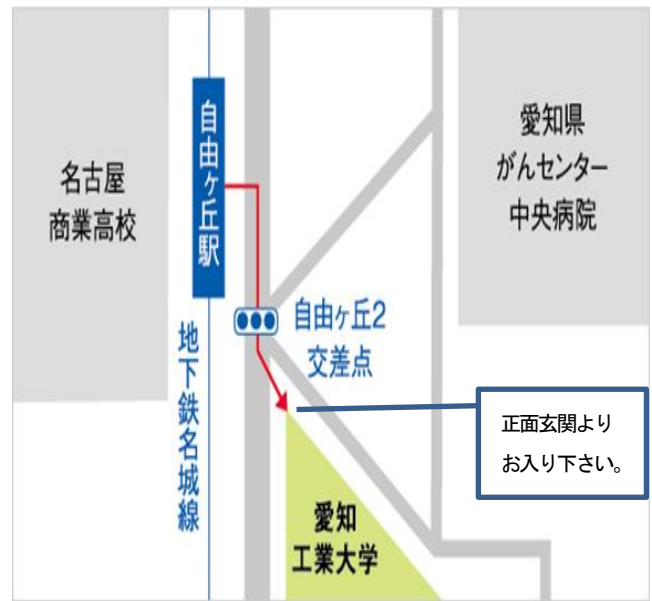 名古屋
商業高校
自由ヶ丘駅
地下鉄名城線
自由ヶ丘2
交差点
愛知県
がんセンター
中央病院
正面玄関より
お入り下さい。
愛知
工業大学